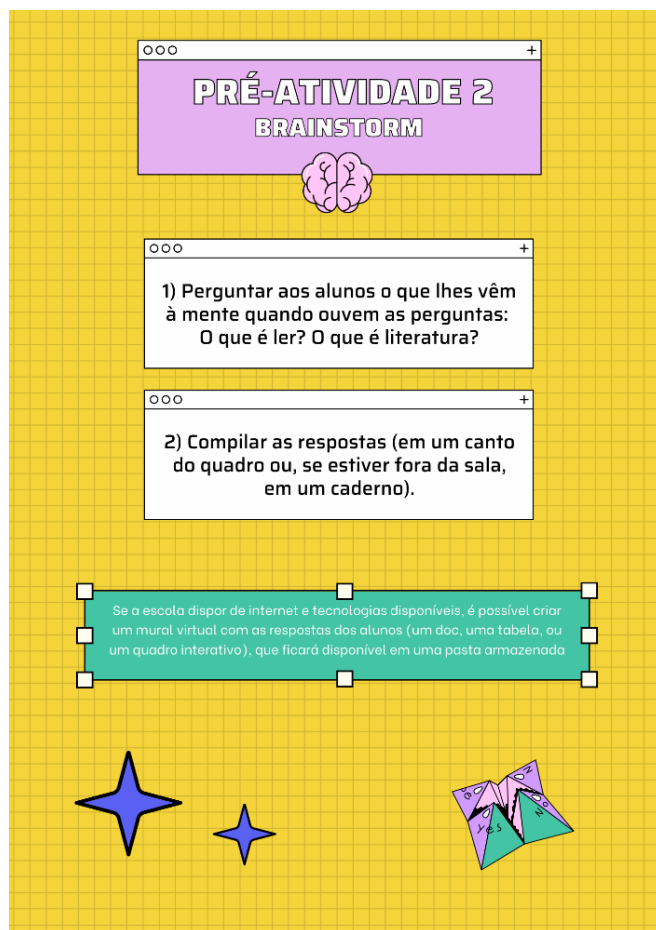 PRÉ-ATIVIDADE 2
BRAINSTORM
1) Perguntar aos alunos o que lhes vêm
à mente quando ouvem as perguntas:
O que é ler? O que é literatura?
2) Compilar as respostas (em um canto
do quadro ou, se estiver fora da sala,
em um caderno).
Se a escola dispor de internet e tecnologias disponíveis, é possível criar
um mural virtual com as respostas dos alunos (um doc, uma tabela, ou
um quadro interativo), que ficará disponível em uma pasta armazenada
yes
No